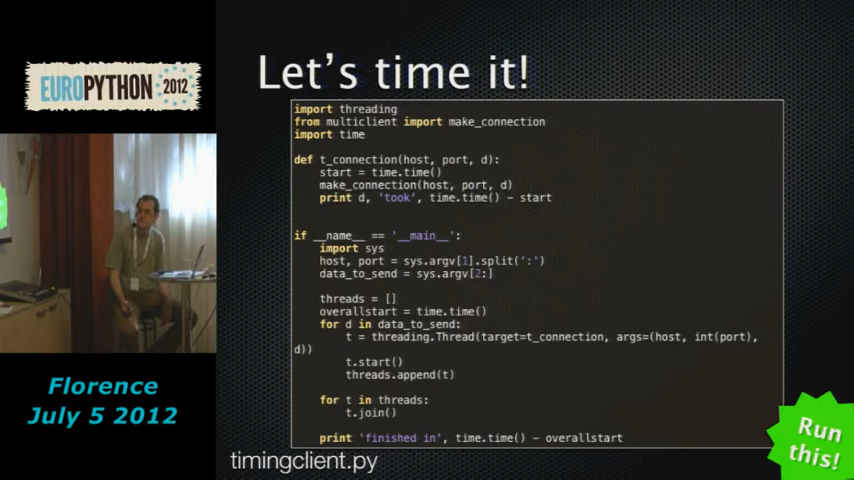 EUROPYTHON 2012
Florence
July 5 2012
Let's time it!
import threading
from multiclient import make_connection
import time
def t_connection(host, port, d):
    start = time.time()
    make_connection(host, port, d)
    print d, 'took', time.time() - start
if __name__ == '__main__':
    import sys
    host, port = sys.argv[1].split(':')
    data_to_send = sys.argv[2:]
    threads = []
    overallstart = time.time()
    for d in data_to_send:
        t = threading.Thread(target=t_connection, args=(host, int(port),
d))
        t.start()
        threads.append(t)
    for t in threads:
        t.join()
    print 'finished in', time.time() - overallstart
timingclient.py
Run
this!